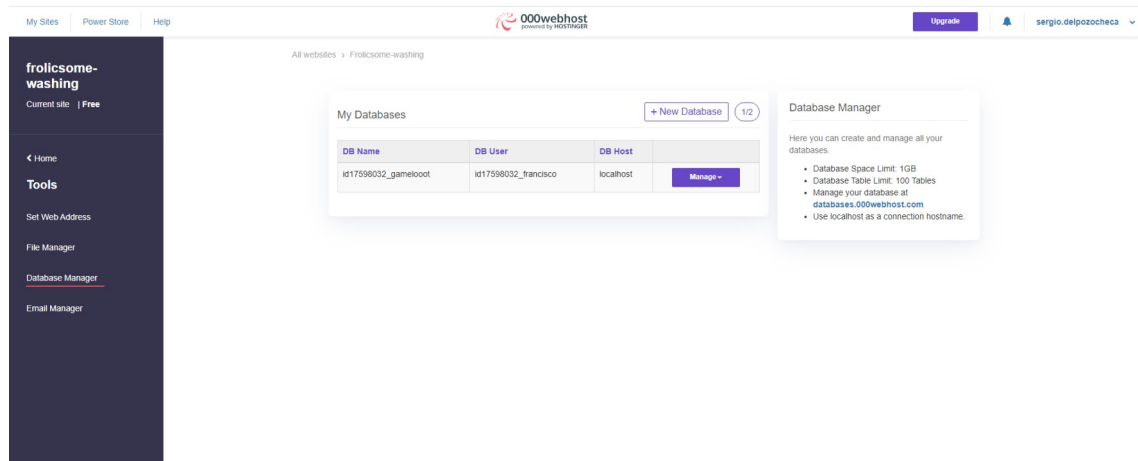 My Sites Power Store Help
000webhost
powered by HOSTINGER
Upgrade
sergio.delpozocheca
frolicsome-
washing
Current site | Free
Home
Tools
Set Web Address
File Manager
Database Manager
Email Manager
All websites > Frolicsome-washing
My Databases
+ New Database 1/2
DB Name DB User DB Host
id17598032_gamelooot id17598032_francisco localhost Manage
Database Manager
Here you can create and manage all your
databases.
• Database Space Limit: 1GB
• Database Table Limit: 100 Tables
• Manage your database at
databases.000webhost.com
• Use localhost as a connection hostname.